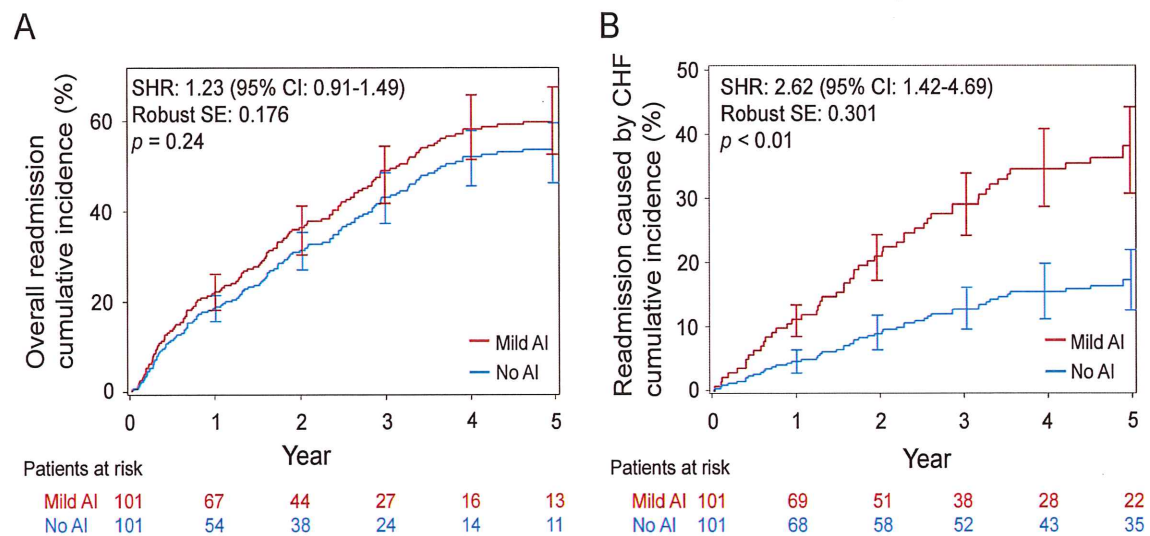 A
Overall readmission
cumulative incidence (%)
SHR: 1.23 (95% CI: 0.91-1.49)
Robust SE: 0.176
p = 0.24
60
40
20
0
Mild AI
No AI
0 1 2 3 4 5
Year
Patients at risk
Mild AI 101 67 44 27 16 13
No AI 101 54 38 24 14 11
B
Readmission caused by CHF
cumulative incidence (%)
SHR: 2.62 (95% CI: 1.42-4.69)
Robust SE: 0.301
p < 0.01
50
40
30
20
10
0
Mild AI
No AI
0 1 2 3 4 5
Year
Patients at risk
Mild AI 101 69 51 38 28 22
No AI 101 68 58 52 43 35